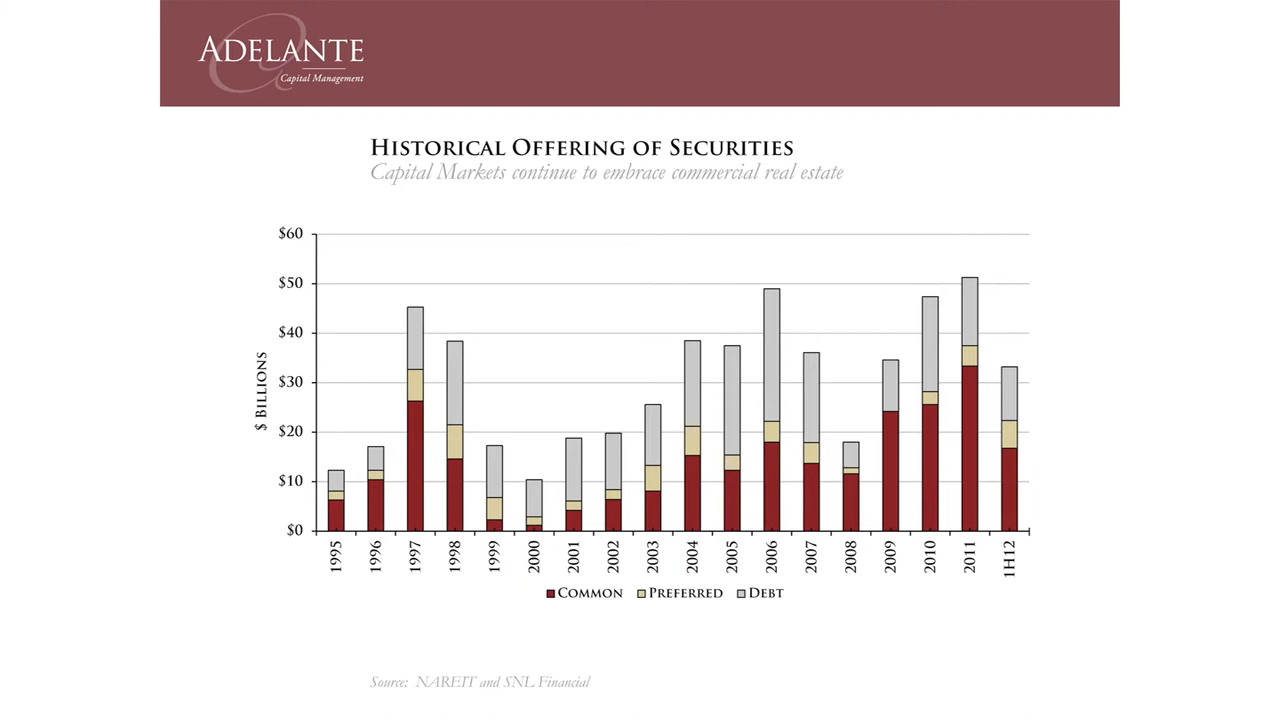 ADELANTE
Capital Management
HISTORICAL OFFERING OF SECURITIES
Capital Markets continue to embrace commercial real estate
$60
$50
$40
$30
$20
$10
$0
$ BILLIONS
1995 1996 1997 1998 1999 2000 2001 2002 2003 2004 2005 2006 2007 2008 2009 2010 2011 1H12
COMMON PREFERRED DEBT
Source: NAREIT and SNL Financial